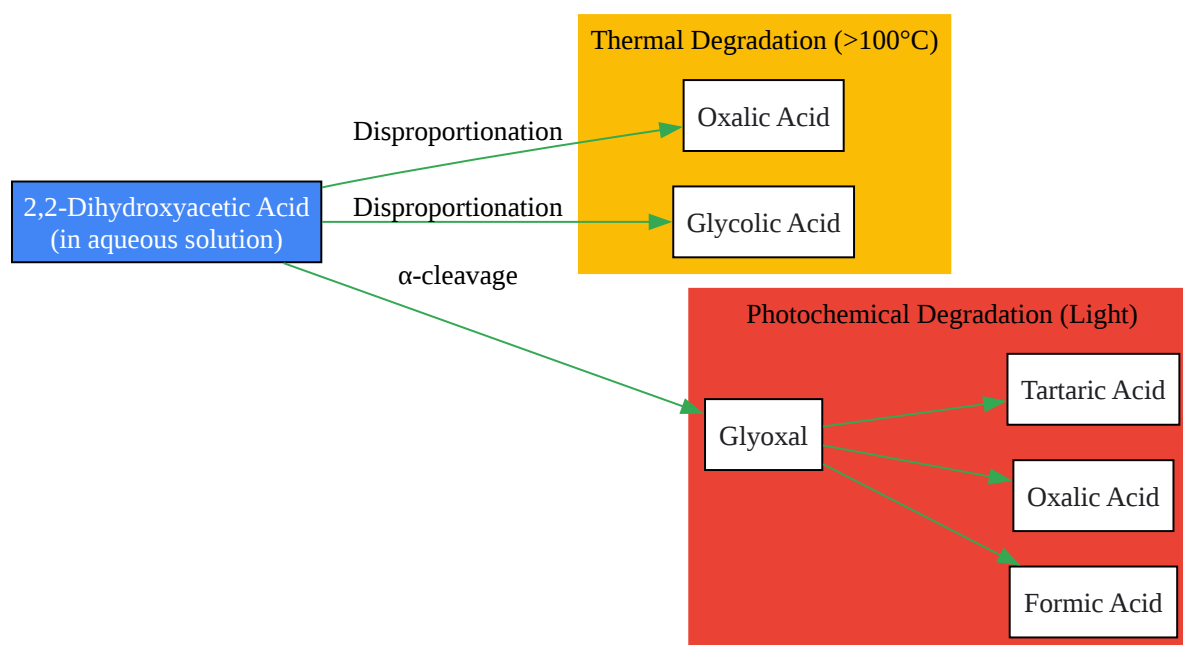 Thermal Degradation (>100°C)
Oxalic Acid
Disproportionation
2,2-Dihydroxyacetic Acid
(in aqueous solution)
Disproportionation
Glycolic Acid
α-cleavage
Photochemical Degradation (Light)
Tartaric Acid
Glyoxal
Oxalic Acid
Formic Acid